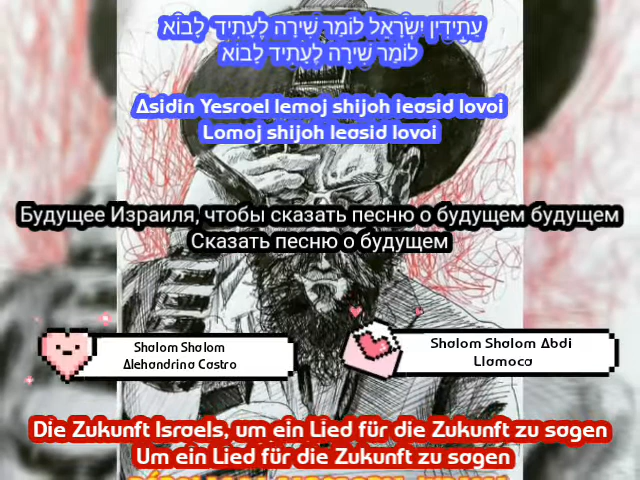 עֲתִידִין יִשְׂרָאֵל לוֹמַר שִׁירָה לֶעָתִיד לָבוֹא
לוֹמַר שִׁירָה לֶעָתִיד לָבוֹא
Asidin Yesroel lemoj shijoh ieasid lovoi
Lomoj shijoh leasid lovoi
Будущее Израиля, чтобы сказать песню о будущем будущем
Сказать песню о будущем
Shalom Shalom
Alehandrina Castro
Shalom Shalom Abdi
Llamoca
Die Zukunft Israels, um ein Lied für die Zukunft zu sagen
Um ein Lied für die Zukunft zu sagen